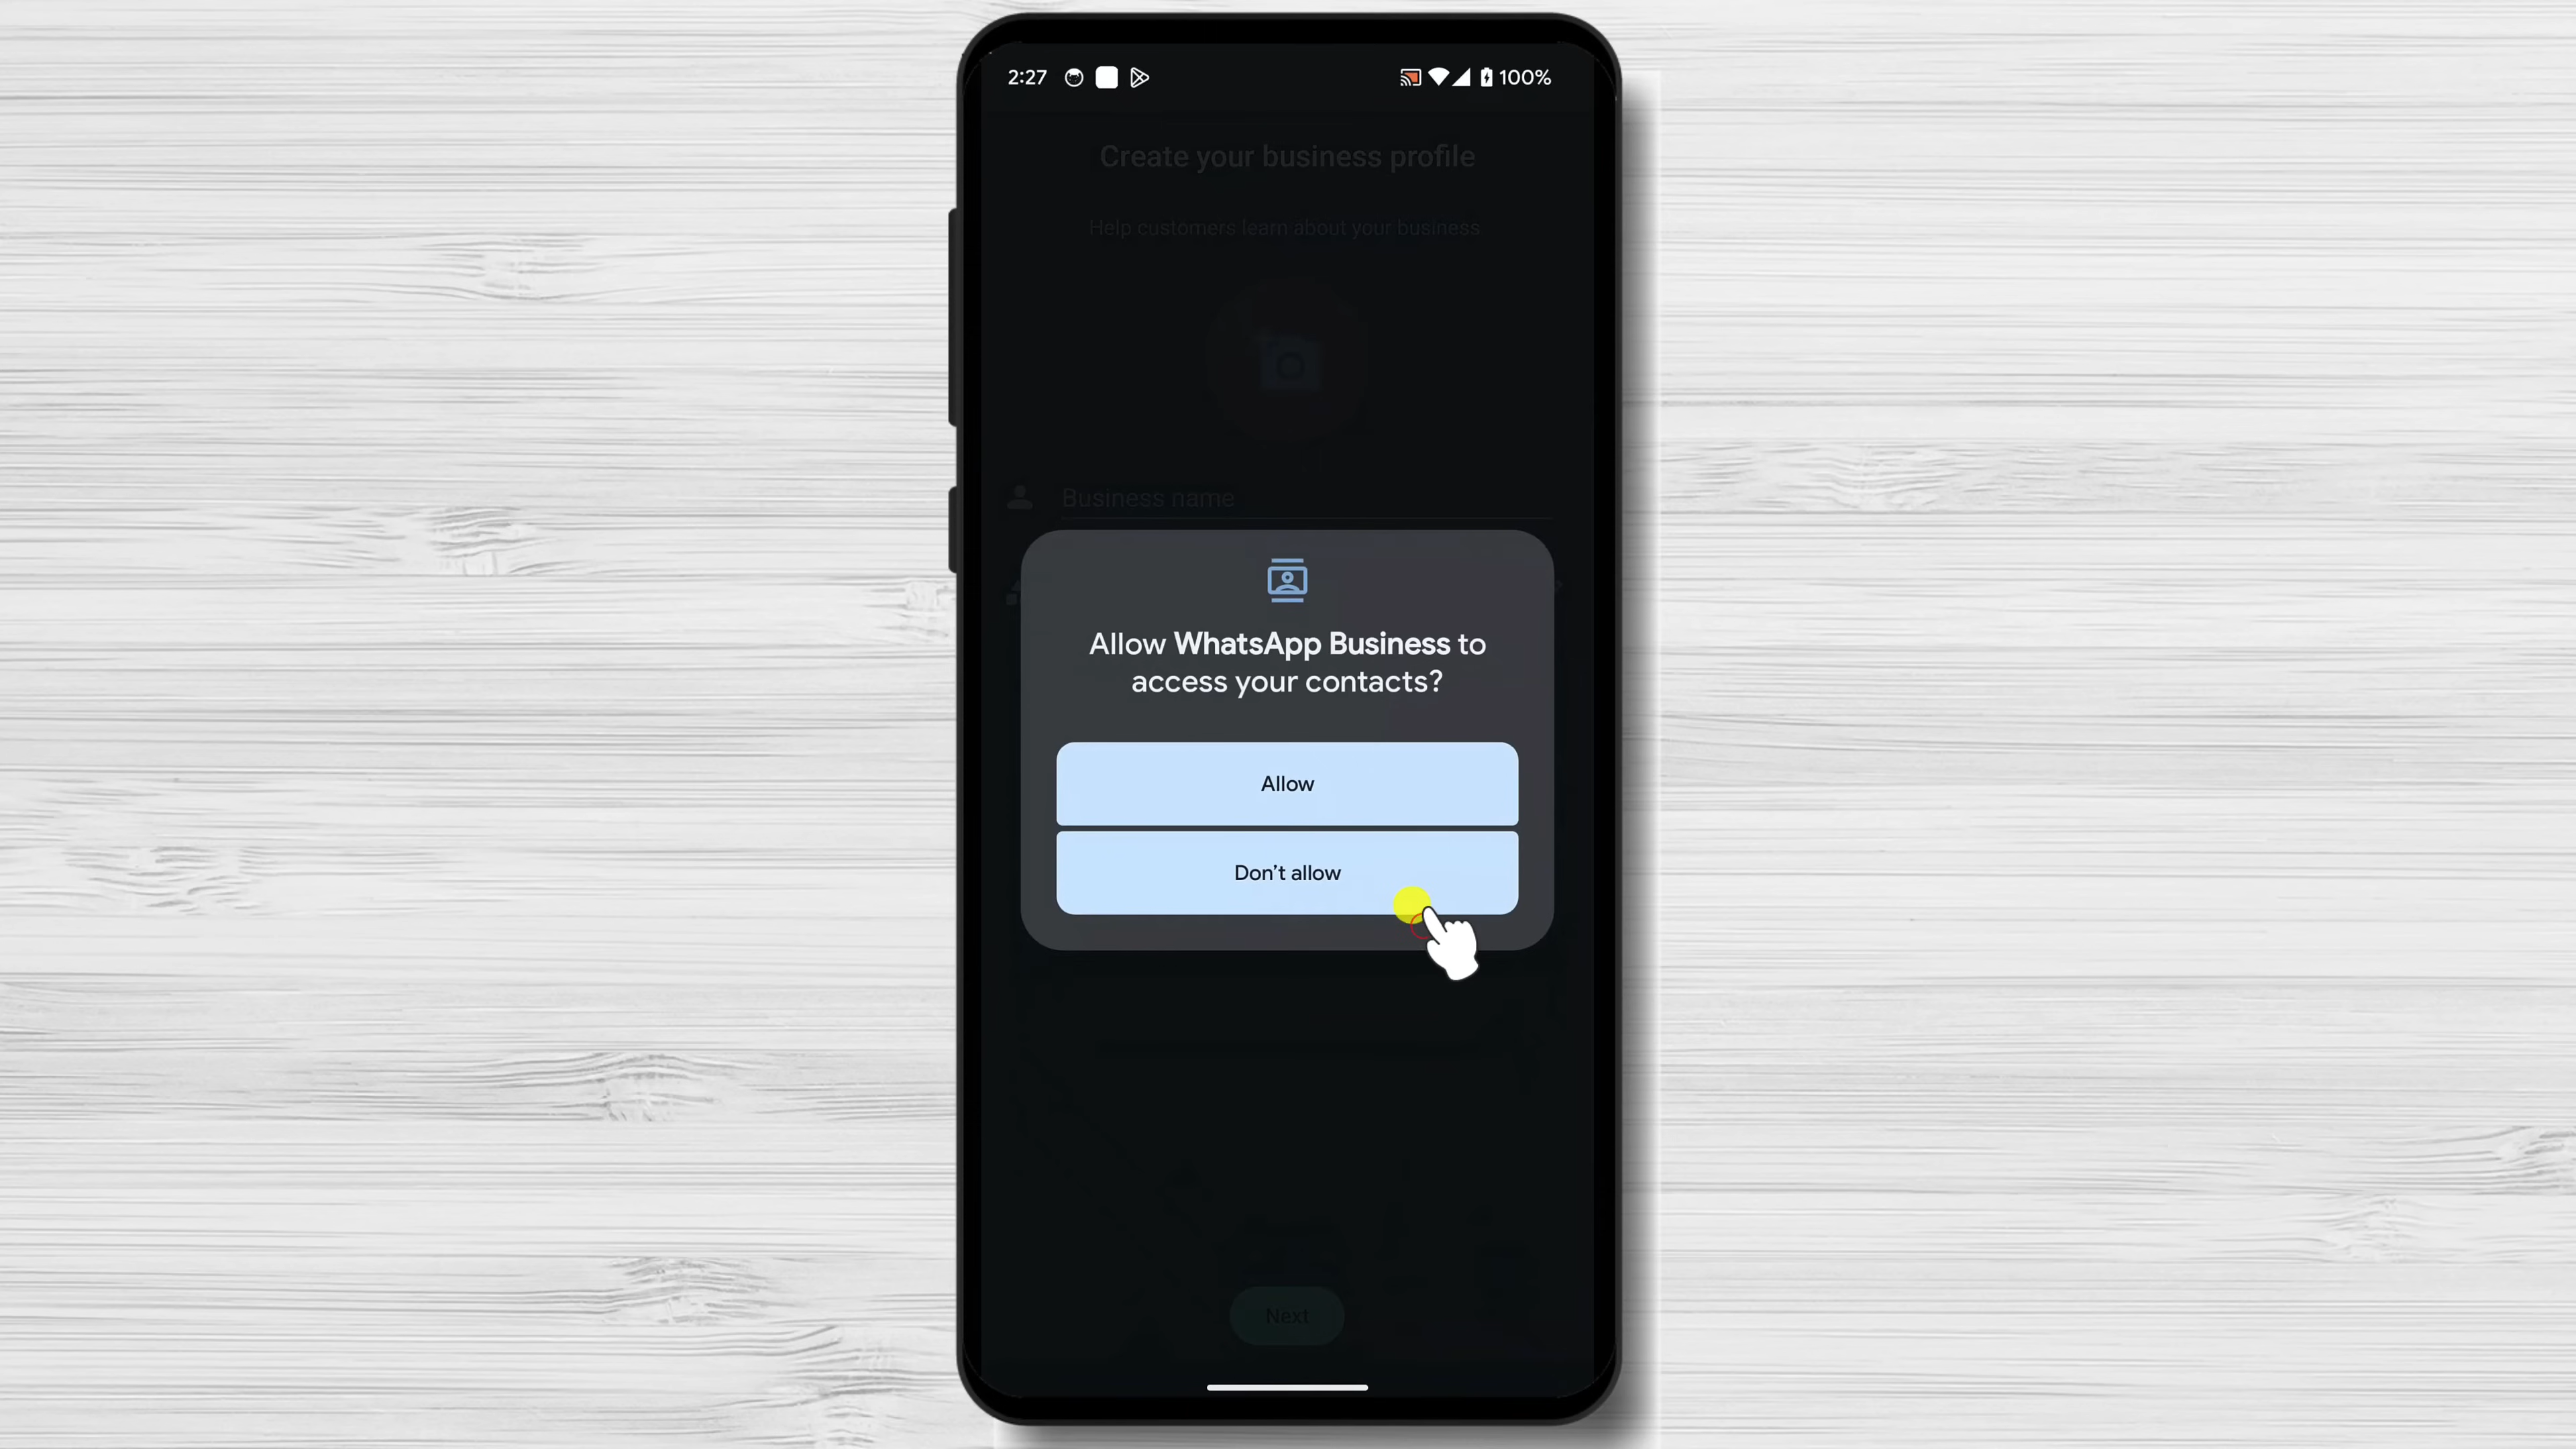 2:27
100%
Create your business profile
Help customers learn about your business
Business name
Allow WhatsApp Business to
access your contacts?
Allow
Don't allow
Next